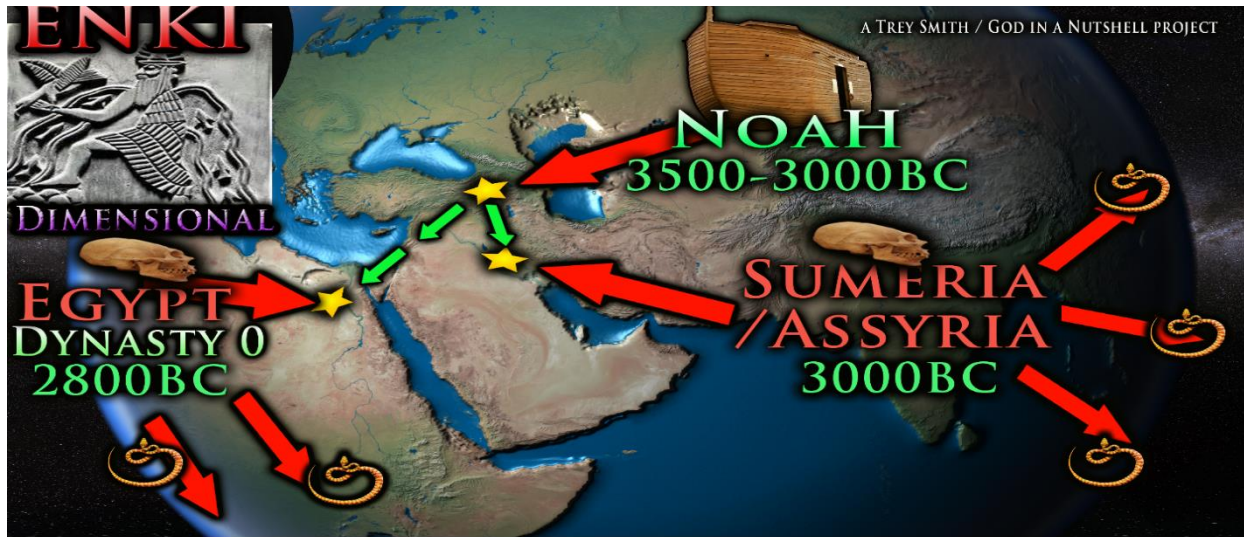 ENKI
DIMENSIONAL
A TREY SMITH / GOD IN A NUTSHELL PROJECT
NOAH
3500-3000BC
EGYPT
DYNASTY 0
2800BC
SUMERIA
/ASSYRIA
3000BC